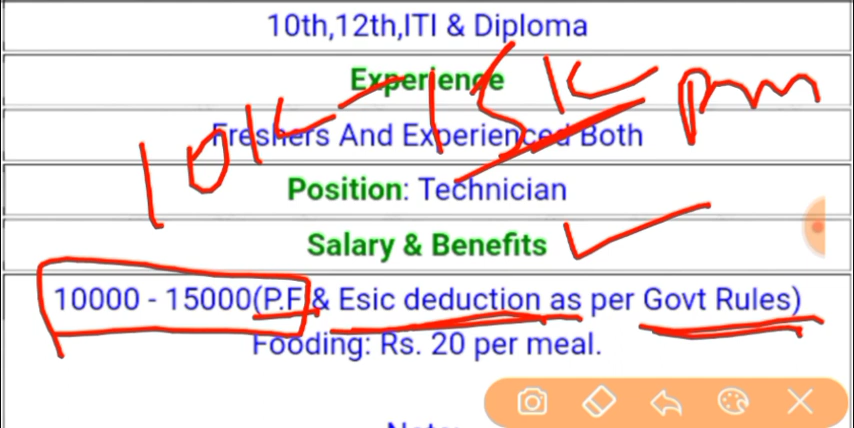 10th,12th,ITI & Diploma
Experience
Freshers And Experienced Both
10K - 15K pm
Position: Technician
Salary & Benefits
10000 - 15000(P.F & Esic deduction as per Govt Rules)
Fooding: Rs. 20 per meal.